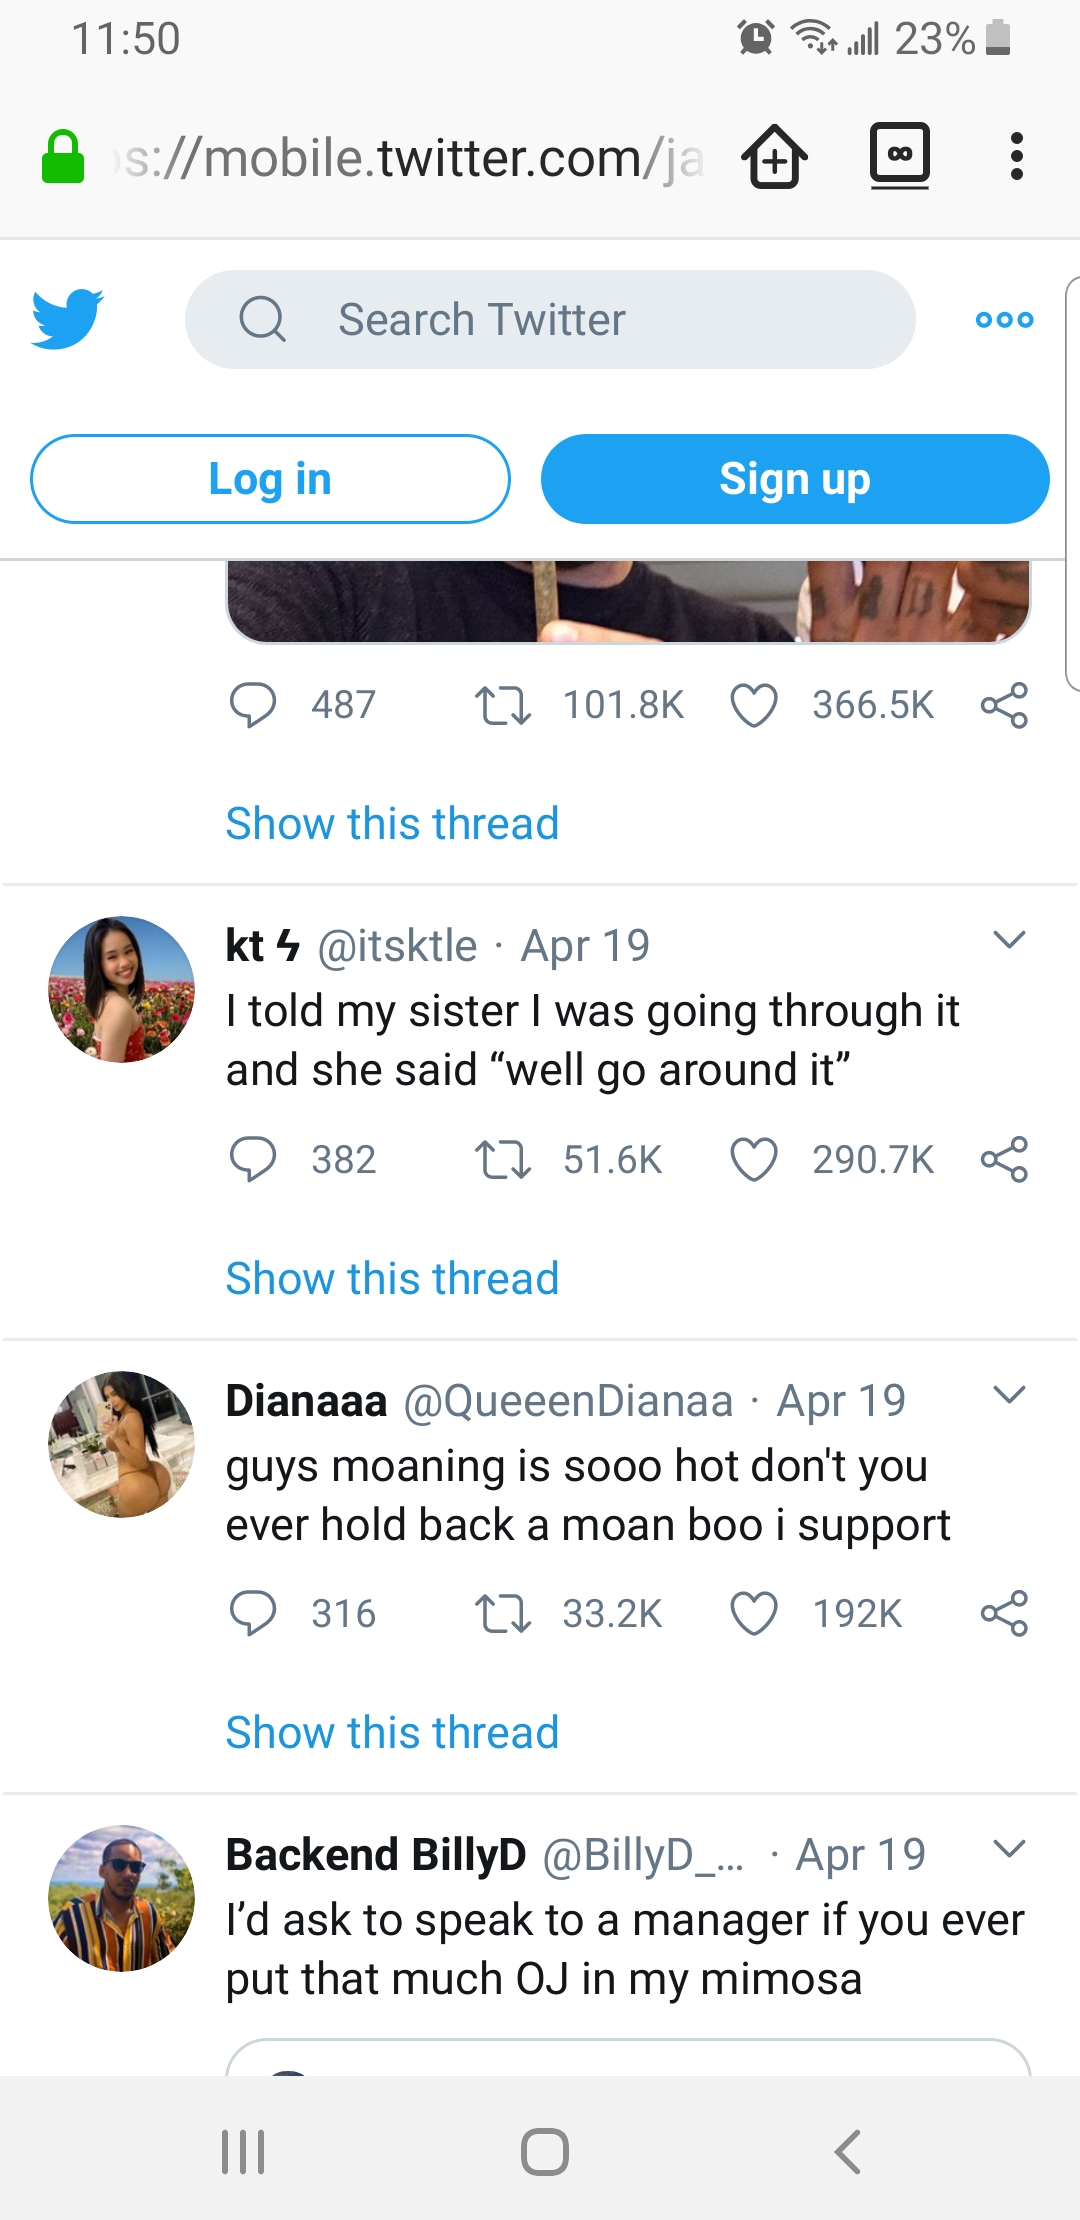 11:50
23%
s://mobile.twitter.com/ja
Search Twitter
Log in
Sign up
487 101.8K 366.5K
Show this thread
kt ϟ @itsktle · Apr 19
I told my sister I was going through it
and she said “well go around it”
382 51.6K 290.7K
Show this thread
Dianaaa @QueeenDianaa · Apr 19
guys moaning is sooo hot don't you
ever hold back a moan boo i support
316 33.2K 192K
Show this thread
Backend BillyD @BillyD_... · Apr 19
I’d ask to speak to a manager if you ever
put that much OJ in my mimosa